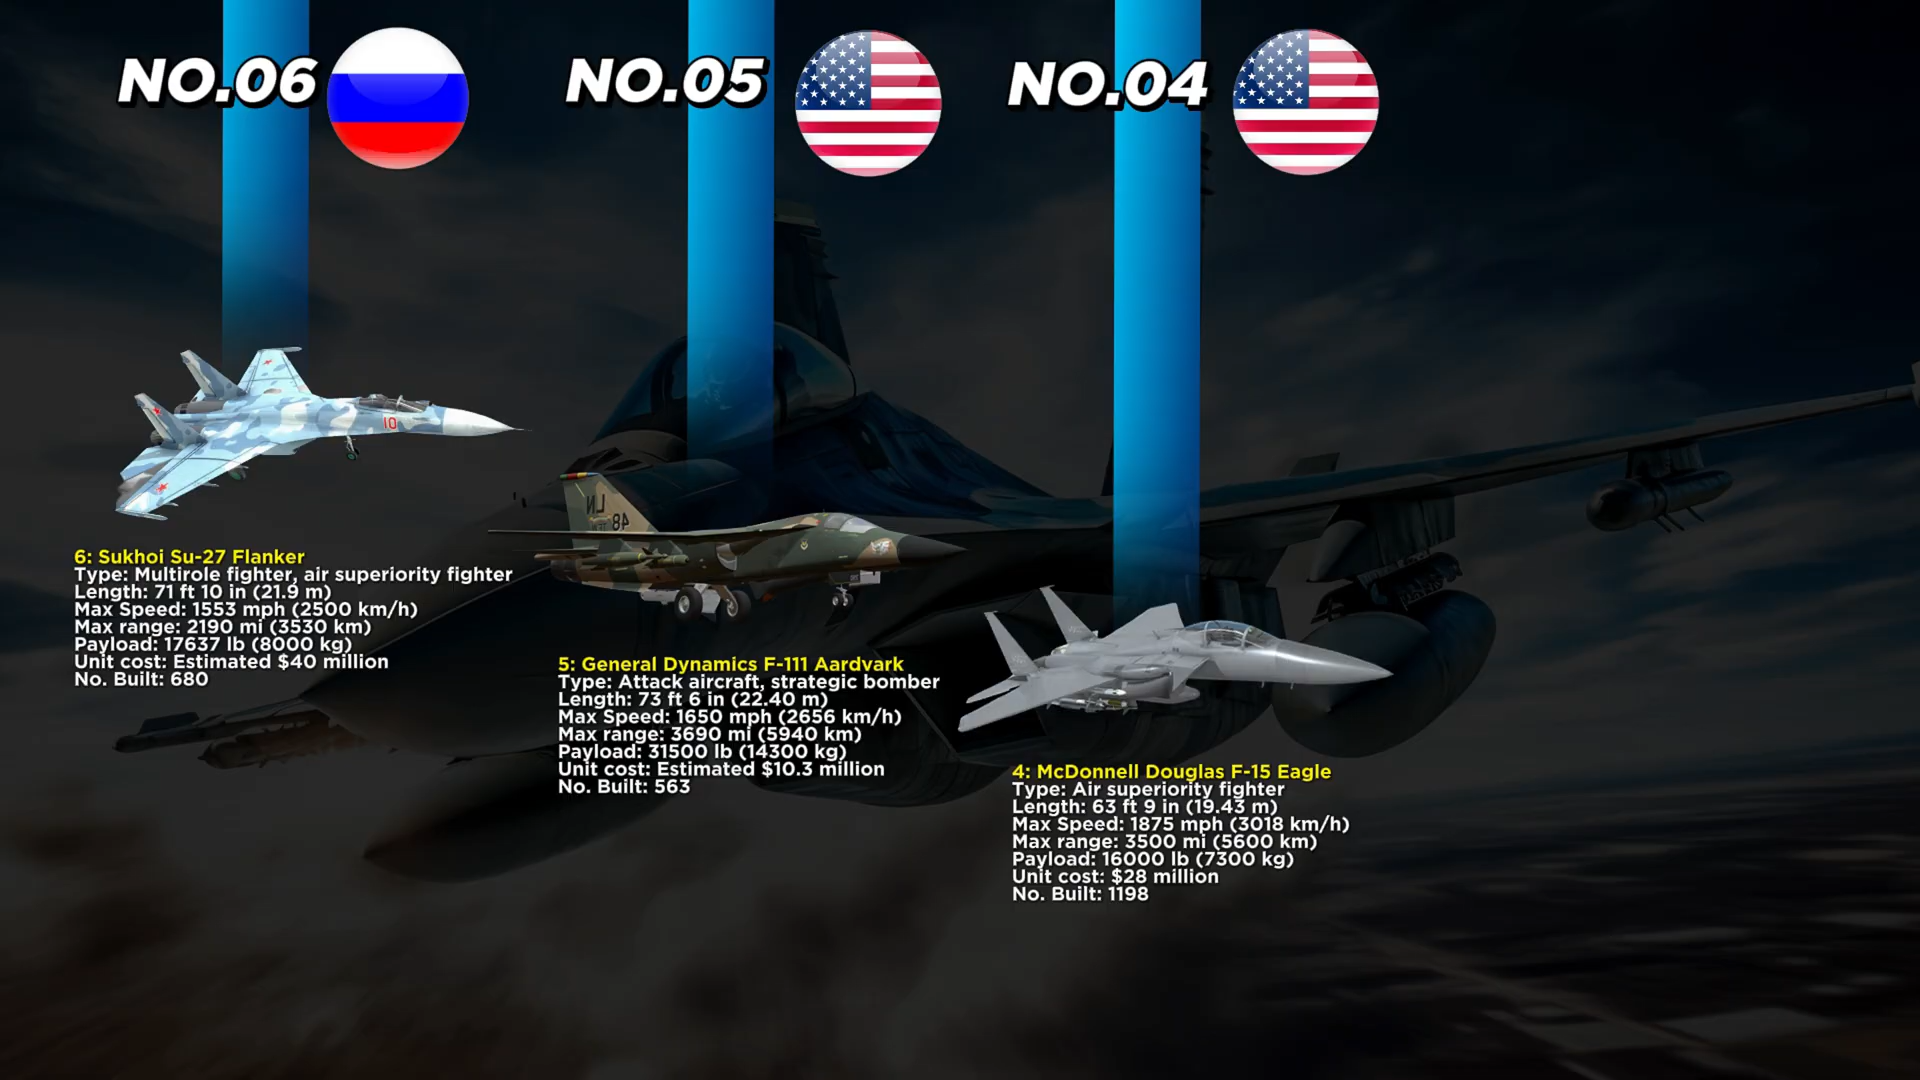 NO.06
NO.05
NO.04
10
LN
48
6: Sukhoi Su-27 Flanker
Type: Multirole fighter, air superiority fighter
Length: 71 ft 10 in (21.9 m)
Max Speed: 1553 mph (2500 km/h)
Max range: 2190 mi (3530 km)
Payload: 17637 lb (8000 kg)
Unit cost: Estimated $40 million
No. Built: 680
5: General Dynamics F-111 Aardvark
Type: Attack aircraft, strategic bomber
Length: 73 ft 6 in (22.40 m)
Max Speed: 1650 mph (2656 km/h)
Max range: 3690 mi (5940 km)
Payload: 31500 lb (14300 kg)
Unit cost: Estimated $10.3 million
No. Built: 563
4: McDonnell Douglas F-15 Eagle
Type: Air superiority fighter
Length: 63 ft 9 in (19.43 m)
Max Speed: 1875 mph (3018 km/h)
Max range: 3500 mi (5600 km)
Payload: 16000 lb (7300 kg)
Unit cost: $28 million
No. Built: 1198